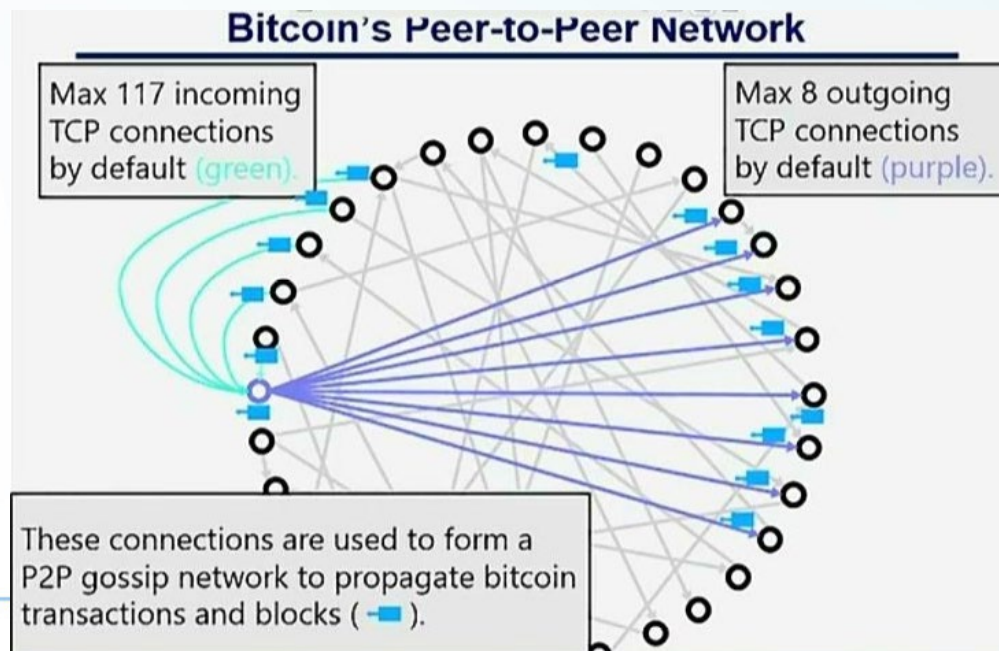 Bitcoin's Peer-to-Peer Network
Max 117 incoming
TCP connections
by default (green).
Max 8 outgoing
TCP connections
by default (purple).
These connections are used to form a
P2P gossip network to propagate bitcoin
transactions and blocks ( ).